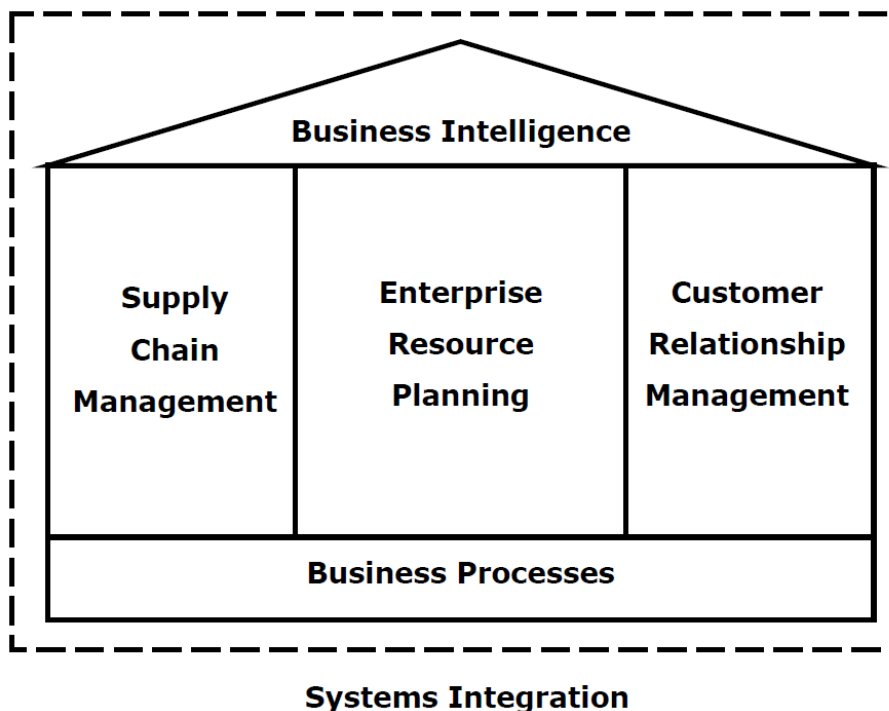 Business Intelligence
Supply
Chain
Management
Enterprise
Resource
Planning
Customer
Relationship
Management
Business Processes
Systems Integration